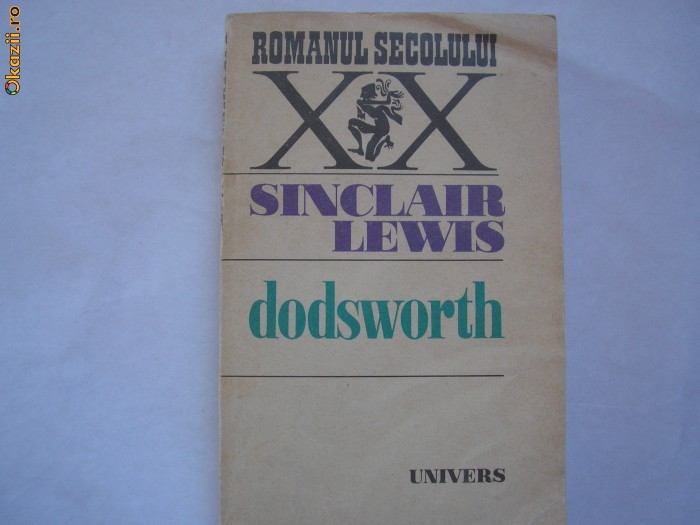 Okazii.ro
ROMANUL SECOLULUI
XX
SINCLAIR
LEWIS
dodsworth
UNIVERS